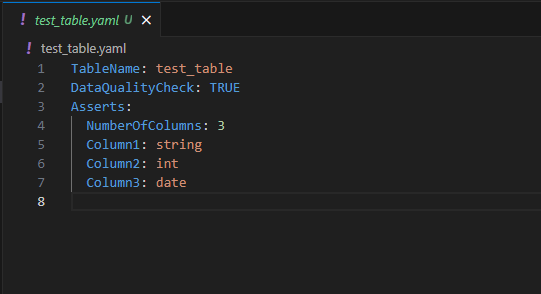 ! test_table.yaml U ×
! test_table.yaml
1 TableName: test_table
2 DataQualityCheck: TRUE
3 Asserts:
4   NumberOfColumns: 3
5   Column1: string
6   Column2: int
7   Column3: date
8